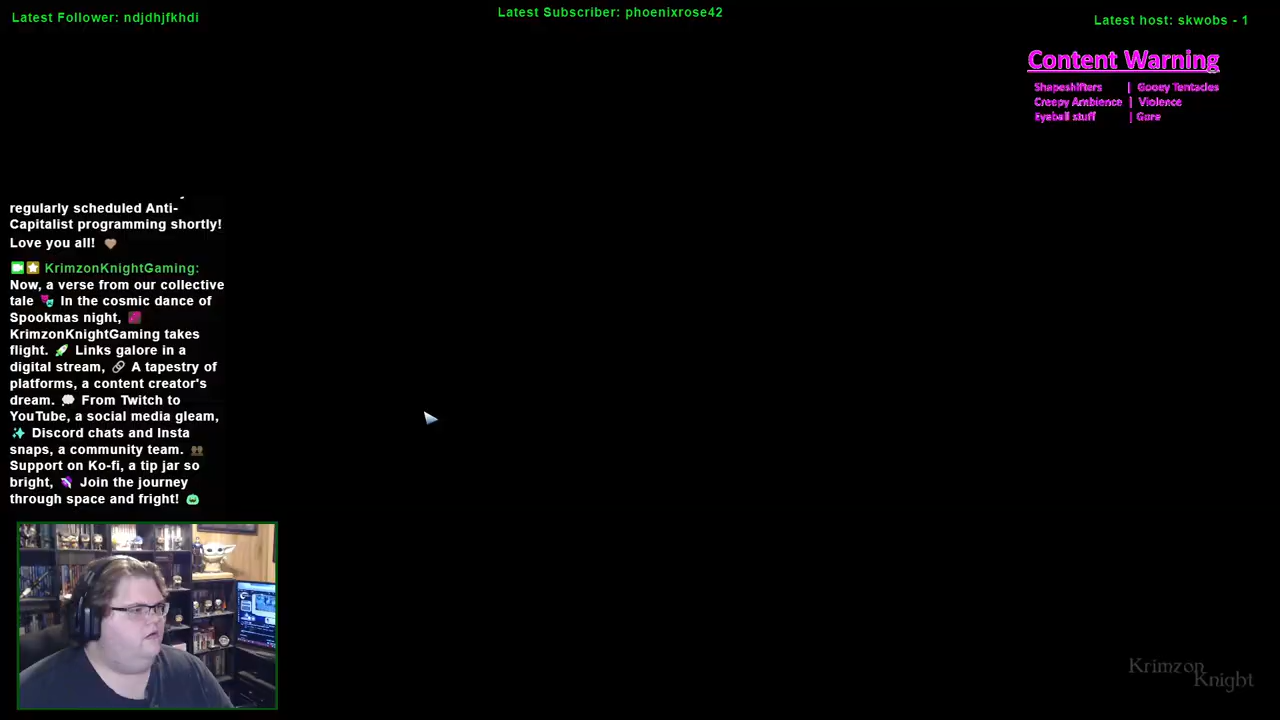 Latest Follower: ndjdhjfkhdi
Latest Subscriber: phoenixrose42
Latest host: skwobs - 1
Content Warning
Shapeshifters | Gooey Tentacles
Creepy Ambience | Violence
Eyeball stuff | Gore
regularly scheduled Anti-
Capitalist programming shortly!
Love you all!
KrimzonKnightGaming:
Now, a verse from our collective
tale 🎭 In the cosmic dance of
Spookmas night,
KrimzonKnightGaming takes
flight. 🚀 Links galore in a
digital stream, 🔗 A tapestry of
platforms, a content creator's
dream. 💭 From Twitch to
YouTube, a social media gleam,
✨ Discord chats and Insta
snaps, a community team. 👥
Support on Ko-fi, a tip jar so
bright, Join the journey
through space and fright! 🎃
Krimzon
Knight